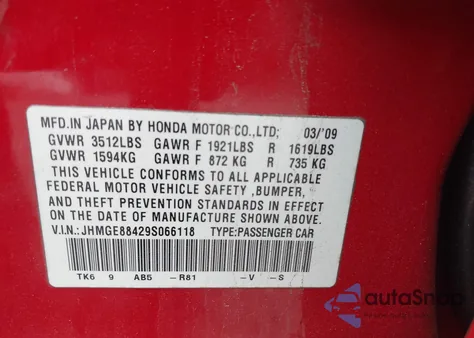 MFD.IN JAPAN BY HONDA MOTOR CO.,LTD; 03/'09
GVWR 3512LBS GAWR F 1921LBS R 1619LBS
GVWR 1594KG GAWR F 872 KG R 735 KG
THIS VEHICLE CONFORMS TO ALL APPLICABLE
FEDERAL MOTOR VEHICLE SAFETY ,BUMPER,
AND THEFT PREVENTION STANDARDS IN EFFECT
ON THE DATE OF MANUFACTURE SHOWN ABOVE.
V.I.N.:JHMGE88429S066118 TYPE:PASSENGER CAR
TK6 9 AB5 -R81 -V -S
autaSnap